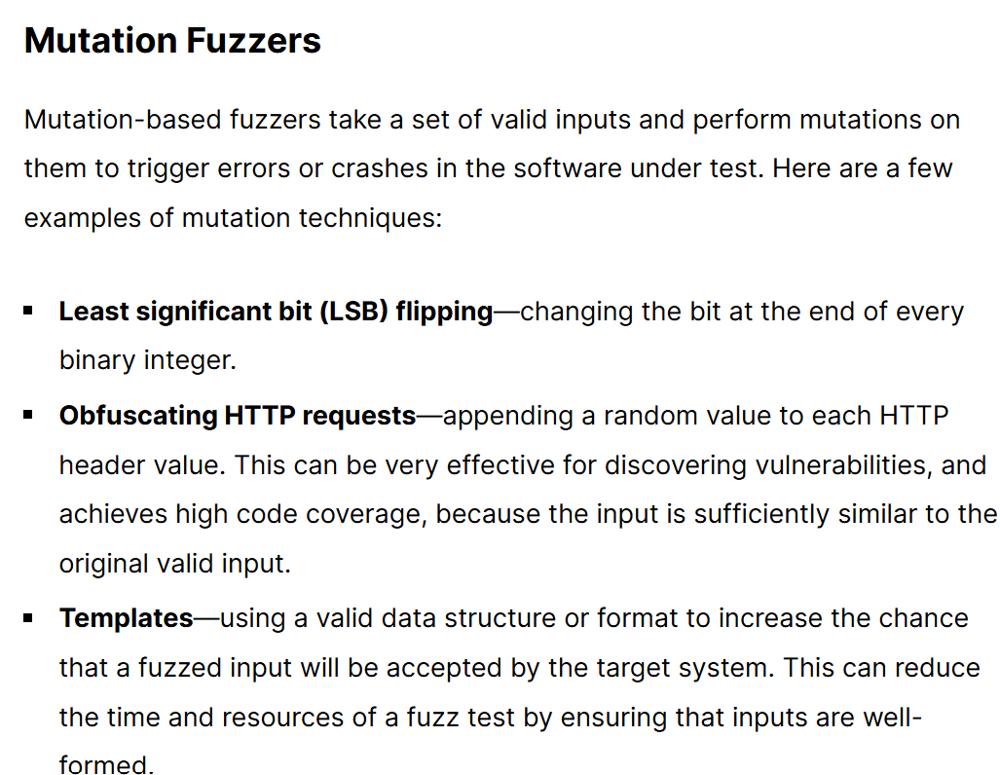 Mutation Fuzzers
Mutation-based fuzzers take a set of valid inputs and perform mutations on
them to trigger errors or crashes in the software under test. Here are a few
examples of mutation techniques:
▪ Least significant bit (LSB) flipping—changing the bit at the end of every
binary integer.
▪ Obfuscating HTTP requests—appending a random value to each HTTP
header value. This can be very effective for discovering vulnerabilities, and
achieves high code coverage, because the input is sufficiently similar to the
original valid input.
▪ Templates—using a valid data structure or format to increase the chance
that a fuzzed input will be accepted by the target system. This can reduce
the time and resources of a fuzz test by ensuring that inputs are well-
formed.